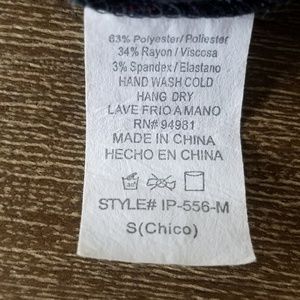 63% Polyester/Poliester
34% Rayon/Viscosa
3% Spandex/Elastano
HAND WASH COLD
HANG DRY
LAVE FRIO A MANO
RN# 94981
MADE IN CHINA
HECHO EN CHINA
STYLE# IP-556-M
S(Chico)